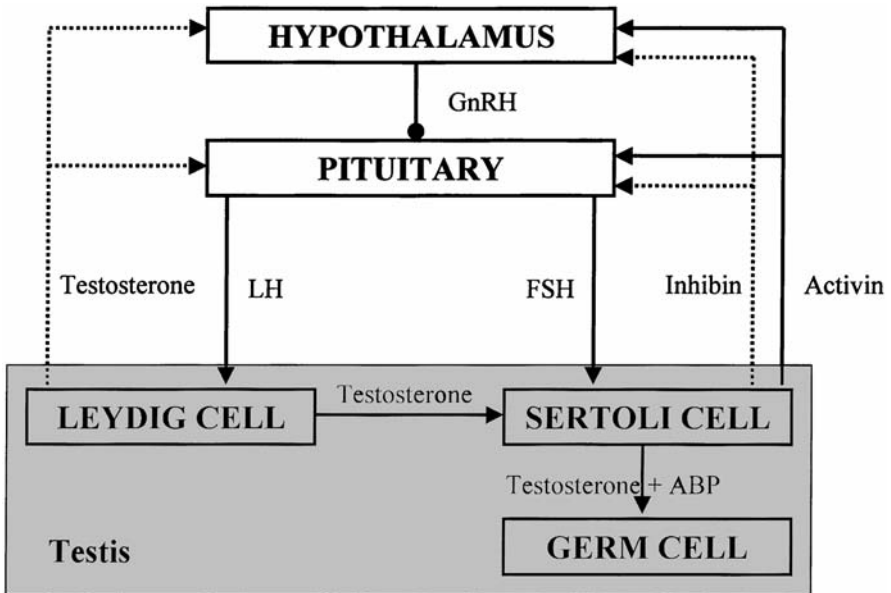 HYPOTHALAMUS
GnRH
PITUITARY
Testosterone
LH
FSH
Inhibin
Activin
Testosterone
LEYDIG CELL
SERTOLI CELL
Testosterone + ABP
GERM CELL
Testis